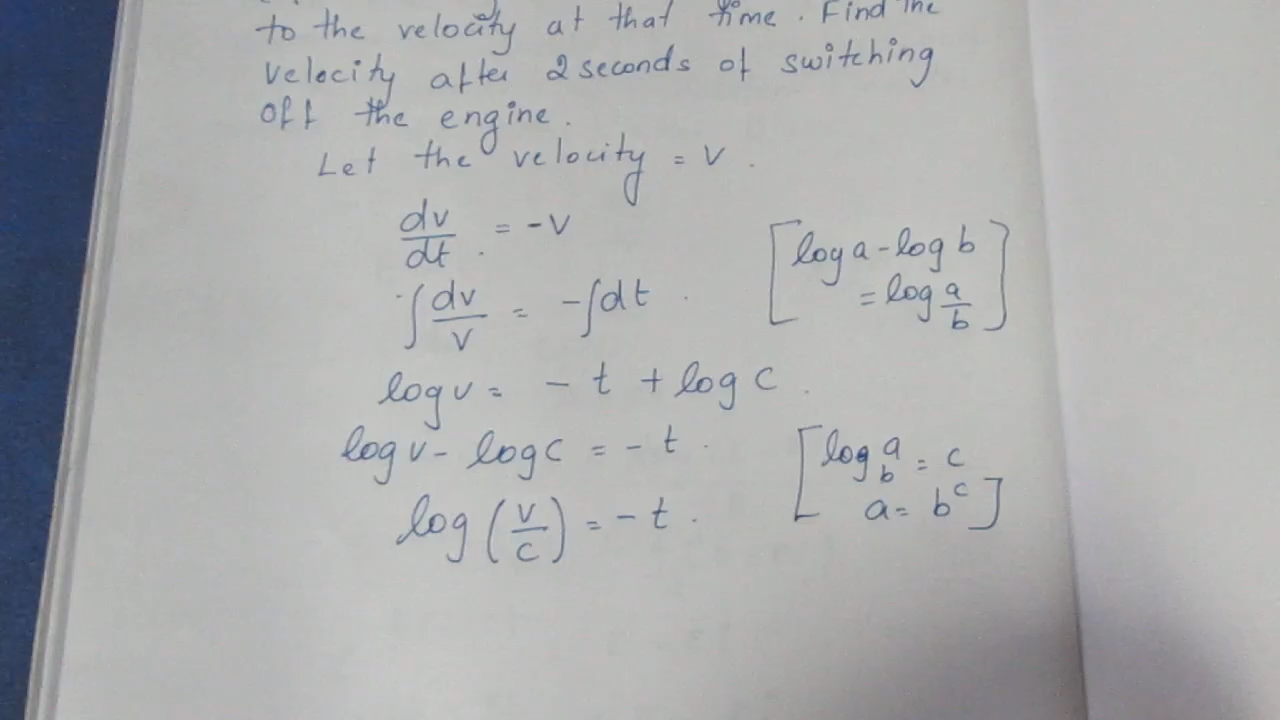 to the velocity at that time. Find the
velocity after 2 seconds of switching
off the engine.
Let the velocity = v.
dv/dt = -v
∫ dv/v = -∫dt.
[log a - log b
= log a/b]
log v = - t + log c.
log v - log c = - t.
[log_b a = c
a = b^c]
log (v/c) = - t.